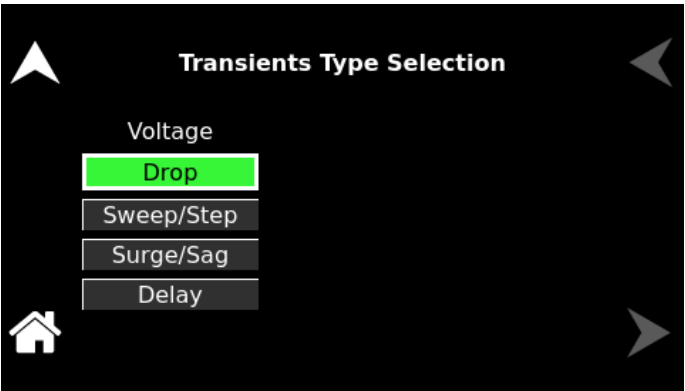 Transients Type Selection
Voltage
Drop
Sweep/Step
Surge/Sag
Delay